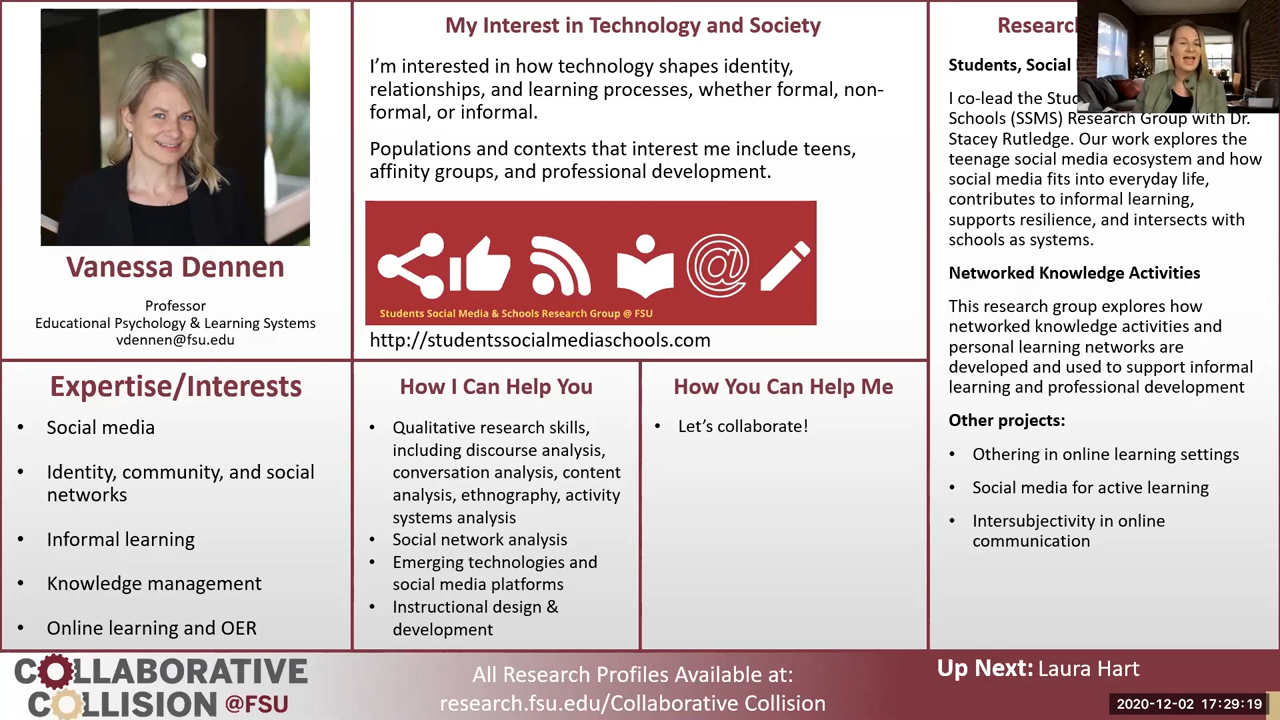 Vanessa Dennen
Professor
Educational Psychology & Learning Systems
vdennen@fsu.edu
My Interest in Technology and Society
I'm interested in how technology shapes identity,
relationships, and learning processes, whether formal, non-
formal, or informal.
Populations and contexts that interest me include teens,
affinity groups, and professional development.
Students Social Media & Schools Research Group @ FSU
http://studentssocialmediaschools.com
Expertise/Interests
• Social media
• Identity, community, and social
networks
• Informal learning
• Knowledge management
• Online learning and OER
How I Can Help You
• Qualitative research skills,
including discourse analysis,
conversation analysis, content
analysis, ethnography, activity
systems analysis
• Social network analysis
• Emerging technologies and
social media platforms
• Instructional design &
development
How You Can Help Me
• Let's collaborate!
Research
Students, Social
I co-lead the
Schools (SSMS) Research Group with Dr.
Stacey Rutledge. Our work explores the
teenage social media ecosystem and how
social media fits into everyday life,
contributes to informal learning,
supports resilience, and intersects with
schools as systems.
Networked Knowledge Activities
This research group explores how
networked knowledge activities and
personal learning networks are
developed and used to support informal
learning and professional development
Other projects:
• Othering in online learning settings
• Social media for active learning
• Intersubjectivity in online
communication
COLLABORATIVE
COLLISION @FSU
All Research Profiles Available at:
research.fsu.edu/Collaborative Collision
Up Next: Laura Hart
2020-12-02 17:29:19